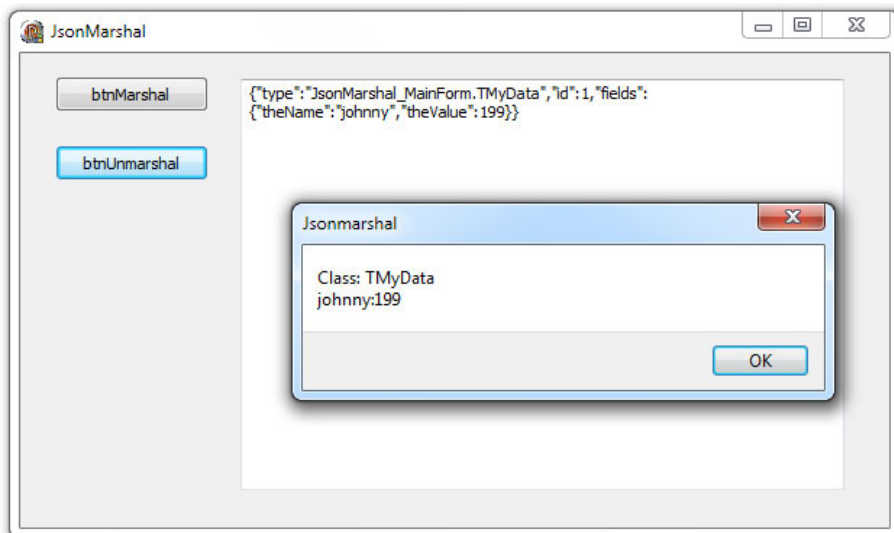 JsonMarshal
btnMarshal
{"type":"JsonMarshal_MainForm.TMyData","id":1,"fields":
{"theName":"johnny","theValue":199}}
btnUnmarshal
Jsonmarshal
Class: TMyData
johnny:199
OK